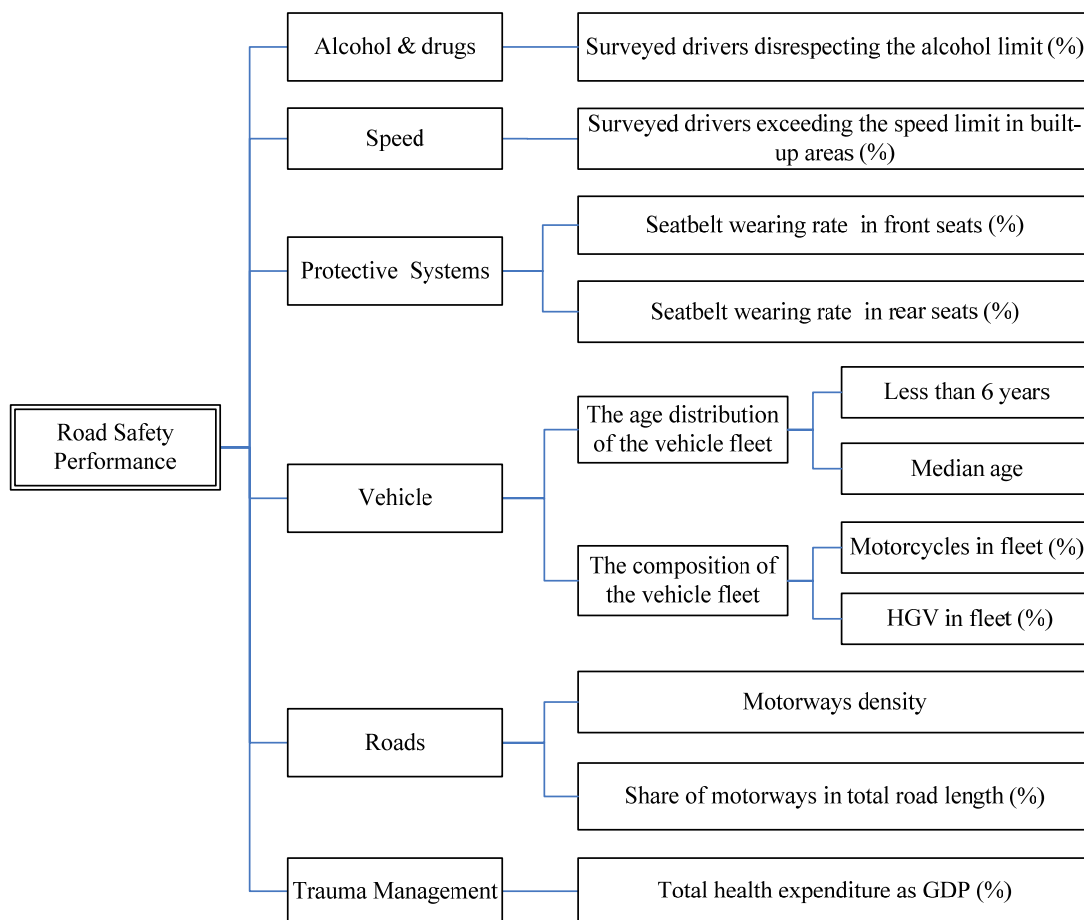 Road Safety
Performance
Alcohol & drugs
Surveyed drivers disrespecting the alcohol limit (%)
Speed
Surveyed drivers exceeding the speed limit in built-
up areas (%)
Protective Systems
Seatbelt wearing rate in front seats (%)
Seatbelt wearing rate in rear seats (%)
Vehicle
The age distribution
of the vehicle fleet
Less than 6 years
Median age
The composition of
the vehicle fleet
Motorcycles in fleet (%)
HGV in fleet (%)
Roads
Motorways density
Share of motorways in total road length (%)
Trauma Management
Total health expenditure as GDP (%)